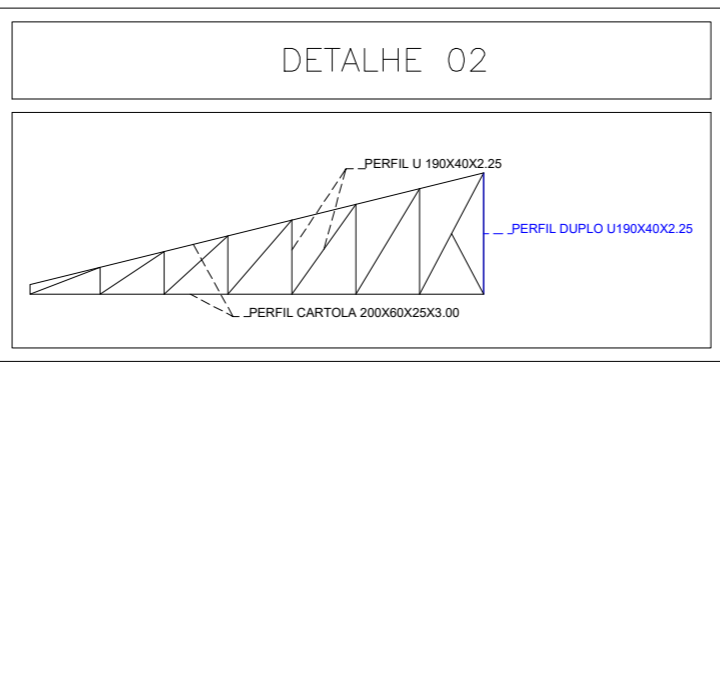 DETALHE 02
PERFIL U 190X40X2.25
PERFIL DUPLO U190X40X2.25
PERFIL CARTOLA 200X60X25X3.00